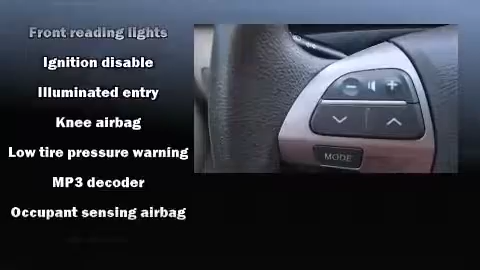 Front reading lights
Ignition disable
Illuminated entry
Knee airbag
Low tire pressure warning
MP3 decoder
Occupant sensing airbag
MODE